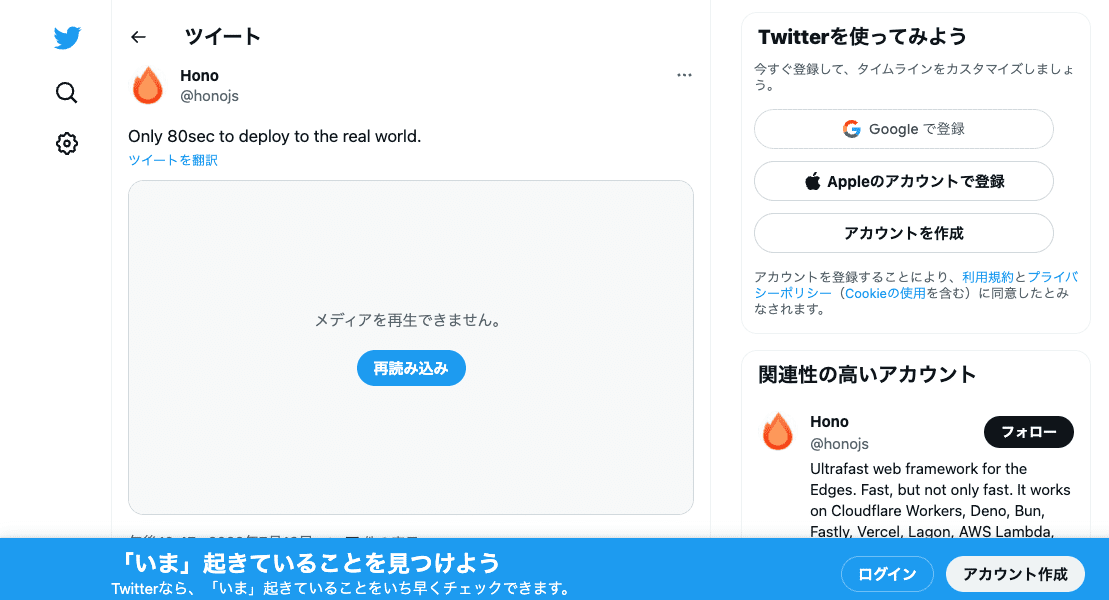 ツイート
Hono
@honojs
Only 80sec to deploy to the real world.
ツイートを翻訳
メディアを再生できません。
再読み込み
Twitterを使ってみよう
今すぐ登録して、タイムラインをカスタマイズしましょ
う。
Google で登録
Appleのアカウントで登録
アカウントを作成
アカウントを登録することにより、利用規約とプライバ
シーポリシー（Cookieの使用を含む）に同意したとみ
なされます。
関連性の高いアカウント
Hono
@honojs
フォロー
Ultrafast web framework for the
Edges. Fast, but not only fast. It works
on Cloudflare Workers, Deno, Bun,
Fastly, Vercel, Lagon, AWS Lambda,
「いま」起きていることを見つけよう
Twitterなら、「いま」起きていることをいち早くチェックできます。
ログイン
アカウント作成